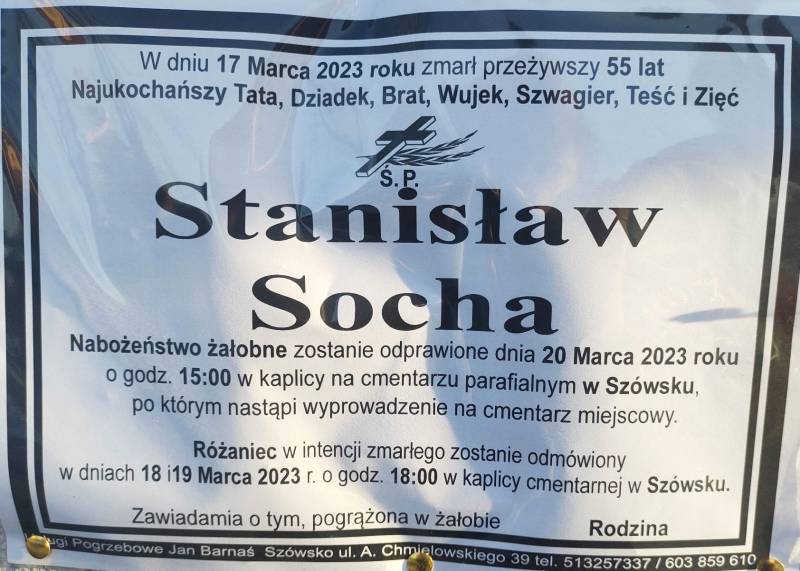 W dniu 17 Marca 2023 roku zmarł przeżywszy 55 lat
Najukochańszy Tata, Dziadek, Brat, Wujek, Szwagier, Teść i Zięć
Ś.P.
Stanisław
Socha
Nabożeństwo żałobne zostanie odprawione dnia 20 Marca 2023 roku
o godz. 15:00 w kaplicy na cmentarzu parafialnym w Szówsku,
po którym nastąpi wyprowadzenie na cmentarz miejscowy.
Różaniec w intencji zmarłego zostanie odmówiony
w dniach 18 i19 Marca 2023 r. o godz. 18:00 w kaplicy cmentarnej w Szówsku.
Zawiadamia o tym, pogrążona w żałobie
Rodzina
Pogrzebowe Jan Barnaś Szówsko ul. A. Chmielowskiego 39 tel. 513257337 / 603 859 610